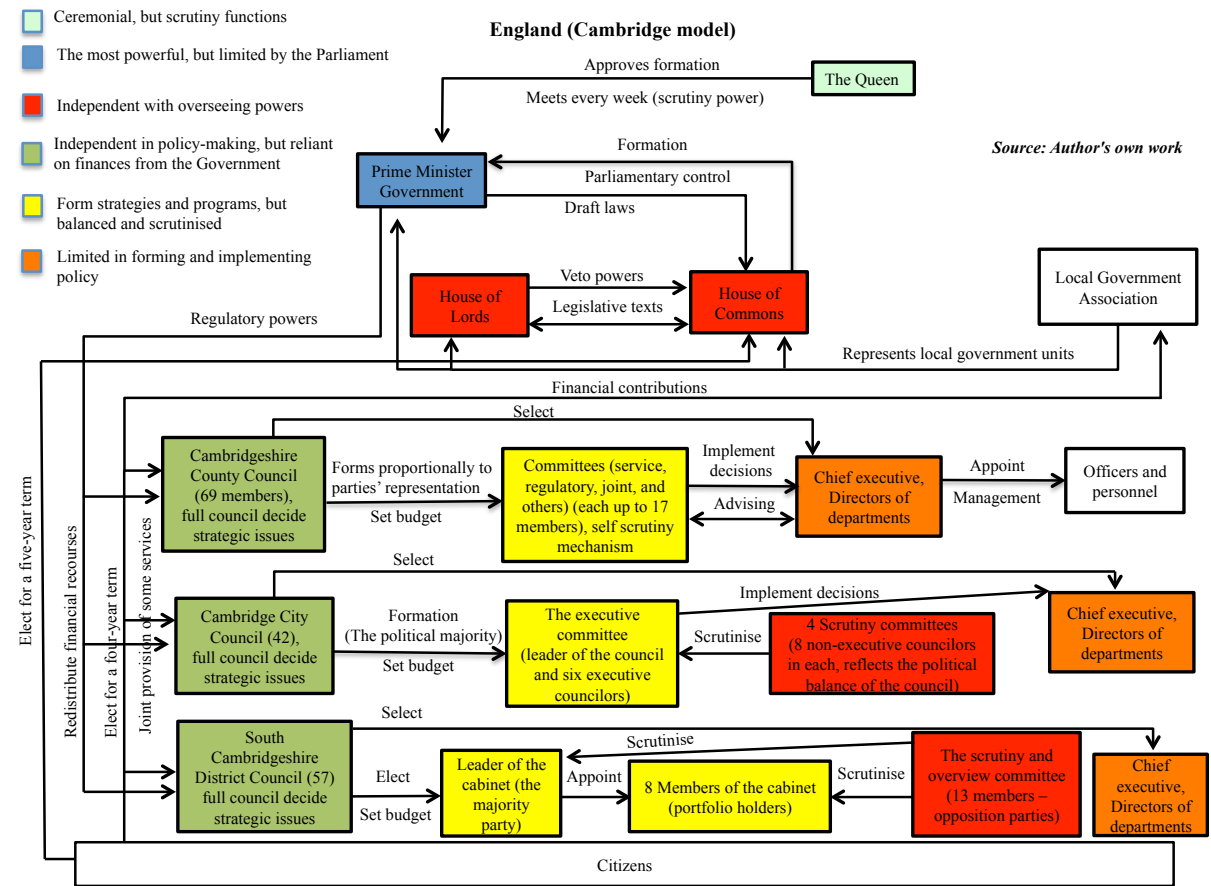 England (Cambridge model)
Ceremonial, but scrutiny functions
The most powerful, but limited by the Parliament
Independent with overseeing powers
Independent in policy-making, but reliant
on finances from the Government
Form strategies and programs, but
balanced and scrutinised
Limited in forming and implementing
policy
Approves formation
The Queen
Meets every week (scrutiny power)
Source: Author's own work
Prime Minister
Government
Formation
Parliamentary control
Draft laws
House of
Lords
Veto powers
Legislative texts
House of
Commons
Local Government
Association
Regulatory powers
Represents local government units
Financial contributions
Select
Cambridgeshire
County Council
(69 members),
full council decide
strategic issues
Forms proportionally to
parties' representation
Set budget
Committees (service,
regulatory, joint, and
others) (each up to 17
members), self scrutiny
mechanism
Implement
decisions
Advising
Chief executive,
Directors of
departments
Appoint
Management
Officers and
personnel
Select
Cambridge City
Council (42),
full council decide
strategic issues
Formation
(The political majority)
Set budget
The executive
committee
(leader of the council
and six executive
councilors)
Implement decisions
Scrutinise
4 Scrutiny committees
(8 non-executive councilors
in each, reflects the political
balance of the council)
Chief executive,
Directors of
departments
Select
South
Cambridgeshire
District Council (57)
full council decide
strategic issues
Elect
Set budget
Leader of the
cabinet (the
majority
party)
Scrutinise
Appoint
8 Members of the cabinet
(portfolio holders)
Scrutinise
The scrutiny and
overview committee
(13 members –
opposition parties)
Chief
executive,
Directors of
departments
Elect for a five-year term
Redistribute financial recourses
Elect for a four-year term
Joint provision of some services
Citizens